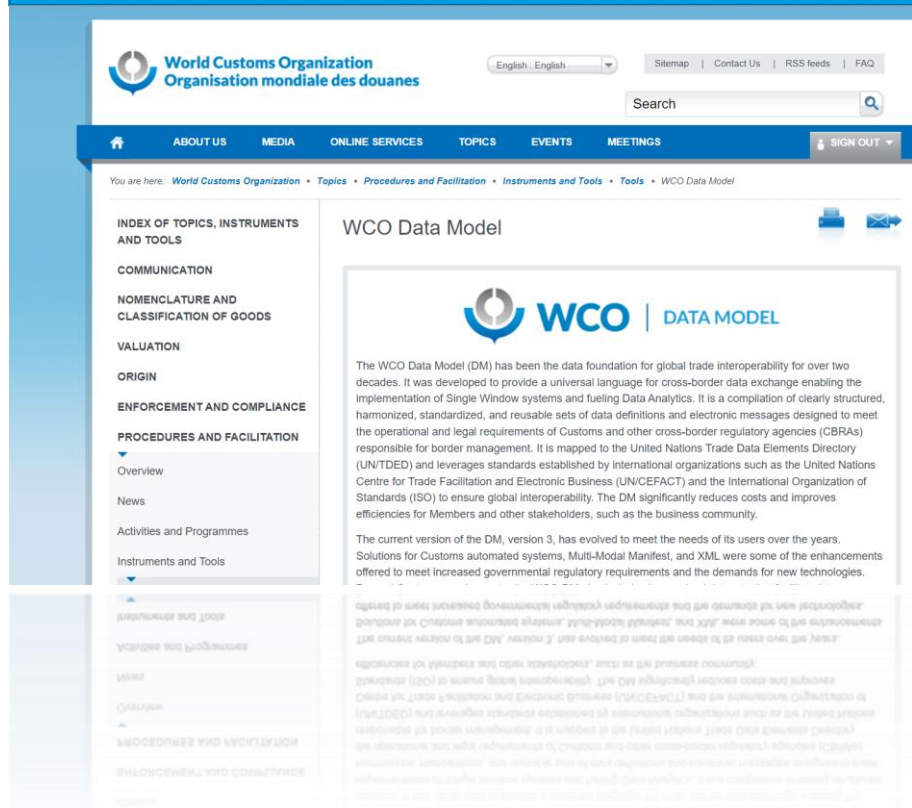 World Customs Organization
Organisation mondiale des douanes
English : English
Sitemap | Contact Us | RSS feeds | FAQ
Search
ABOUT US MEDIA ONLINE SERVICES TOPICS EVENTS MEETINGS SIGN OUT
You are here: World Customs Organization • Topics • Procedures and Facilitation • Instruments and Tools • Tools • WCO Data Model
INDEX OF TOPICS, INSTRUMENTS
AND TOOLS
COMMUNICATION
NOMENCLATURE AND
CLASSIFICATION OF GOODS
VALUATION
ORIGIN
ENFORCEMENT AND COMPLIANCE
PROCEDURES AND FACILITATION
Overview
News
Activities and Programmes
Instruments and Tools
WCO Data Model
WCO | DATA MODEL
The WCO Data Model (DM) has been the data foundation for global trade interoperability for over two
decades. It was developed to provide a universal language for cross-border data exchange enabling the
implementation of Single Window systems and fueling Data Analytics. It is a compilation of clearly structured,
harmonized, standardized, and reusable sets of data definitions and electronic messages designed to meet
the operational and legal requirements of Customs and other cross-border regulatory agencies (CBRAs)
responsible for border management. It is mapped to the United Nations Trade Data Elements Directory
(UN/TDED) and leverages standards established by international organizations such as the United Nations
Centre for Trade Facilitation and Electronic Business (UN/CEFACT) and the International Organization of
Standards (ISO) to ensure global interoperability. The DM significantly reduces costs and improves
efficiencies for Members and other stakeholders, such as the business community.
The current version of the DM, version 3, has evolved to meet the needs of its users over the years.
Solutions for Customs automated systems, Multi-Modal Manifest, and XML were some of the enhancements
offered to meet increased governmental regulatory requirements and the demands for new technologies.